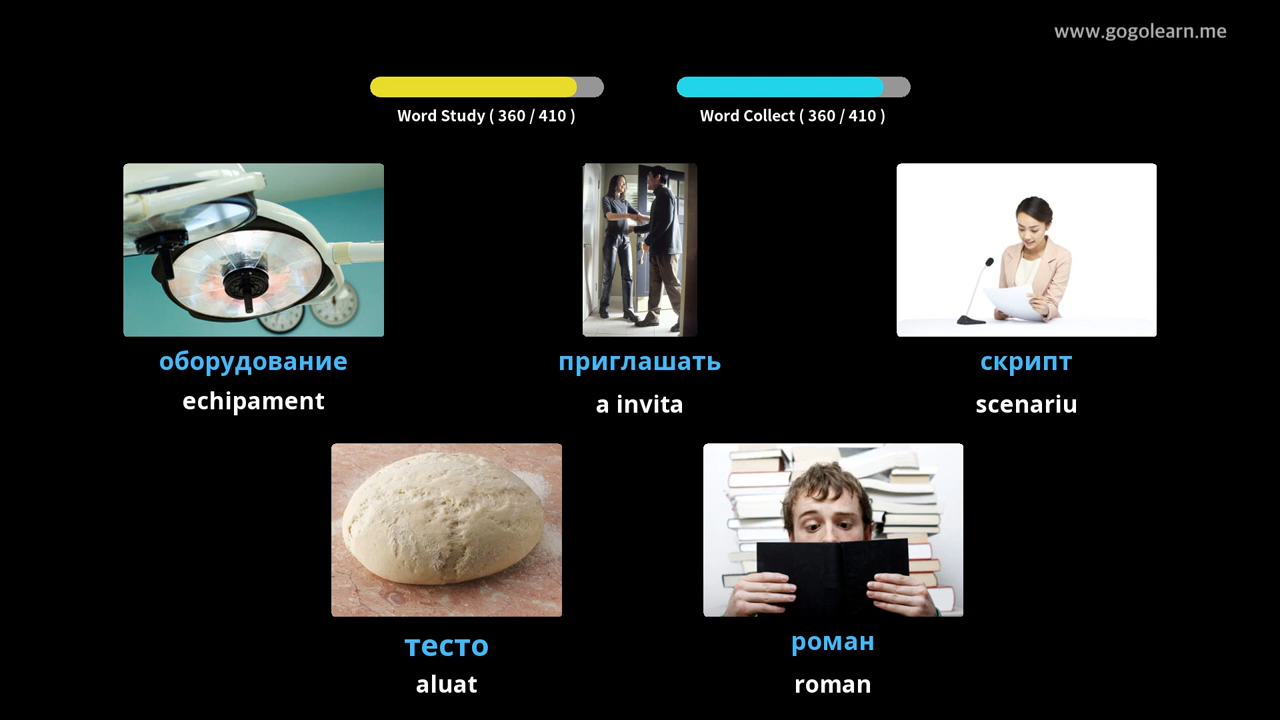 www.gogolearn.me
Word Study ( 360 / 410 )
Word Collect ( 360 / 410 )
оборудование
echipament
приглашать
a invita
скрипт
scenariu
тесто
aluat
роман
roman